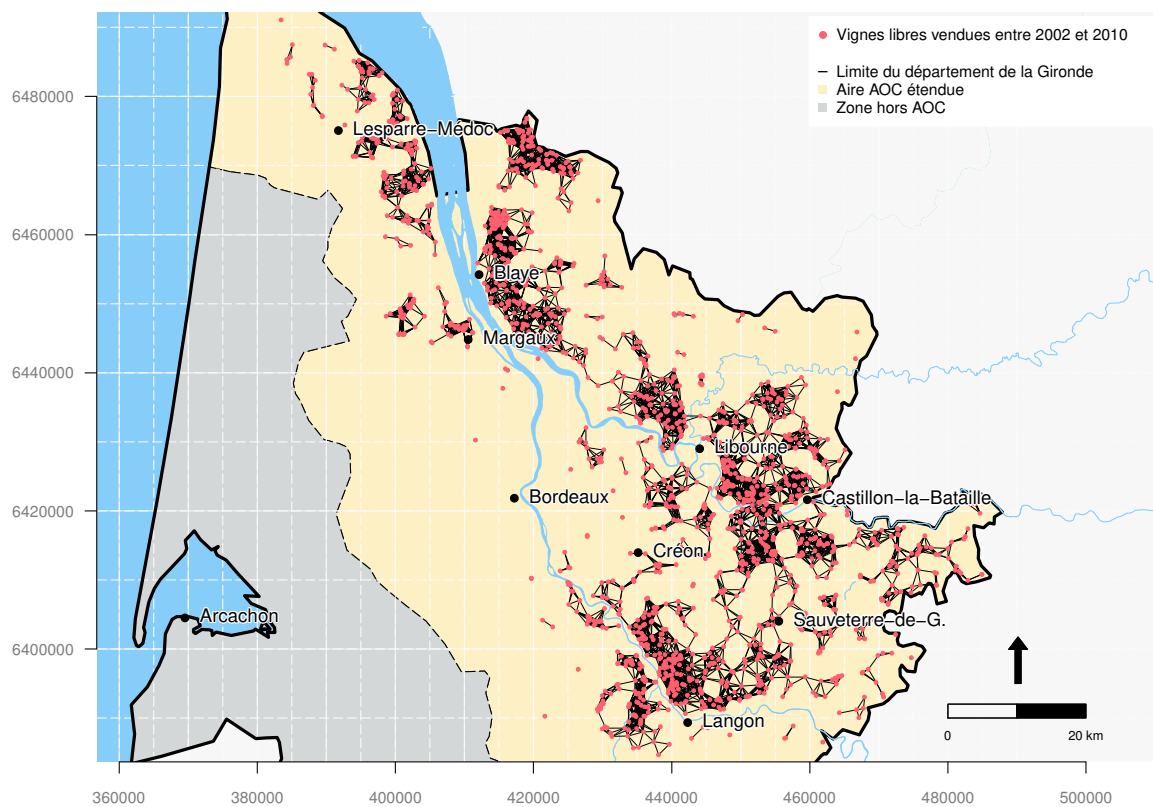 Vignes libres vendues entre 2002 et 2010
Limite du département de la Gironde
Aire AOC étendue
Zone hors AOC
6480000
6460000
6440000
6420000
6400000
Lesparre−Médoc
Blaye
Margaux
Libourne
Bordeaux
Castillon−la−Bataille
Créon
Arcachon
Sauveterre−de−G.
Langon
0
20 km
360000
380000
400000
420000
440000
460000
480000
500000